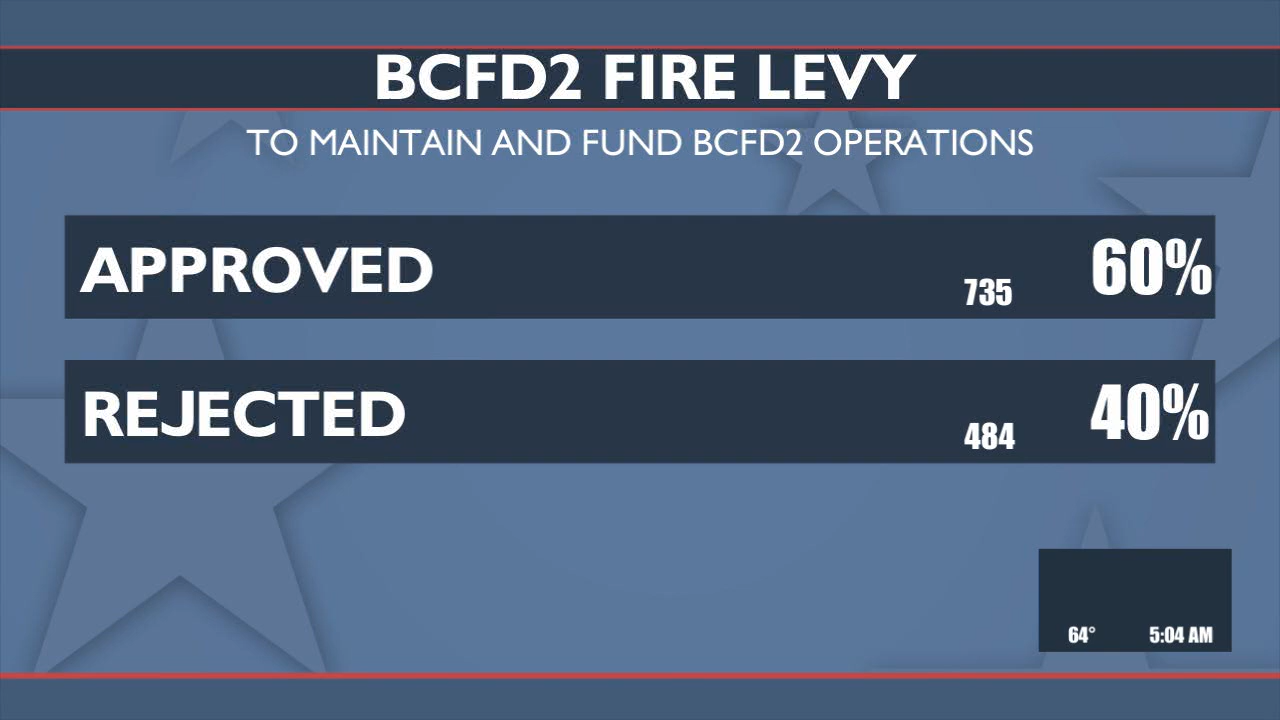 BCFD2 FIRE LEVY
TO MAINTAIN AND FUND BCFD2 OPERATIONS
APPROVED 735 60%
REJECTED 484 40%
64° 5:04 AM